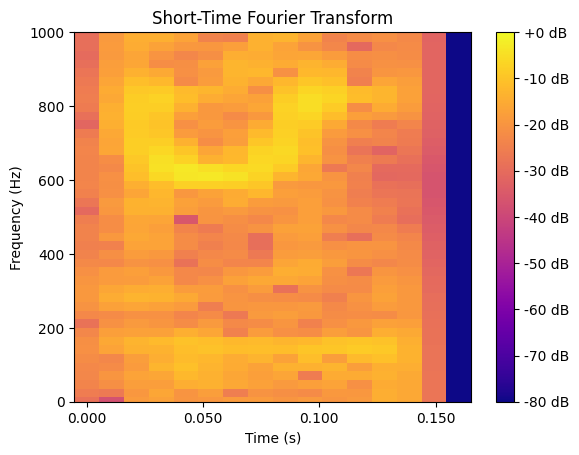 Short-Time Fourier Transform
1000
800
600
400
200
0
Frequency (Hz)
0.000
0.050
0.100
0.150
Time (s)
+0 dB
-10 dB
-20 dB
-30 dB
-40 dB
-50 dB
-60 dB
-70 dB
-80 dB